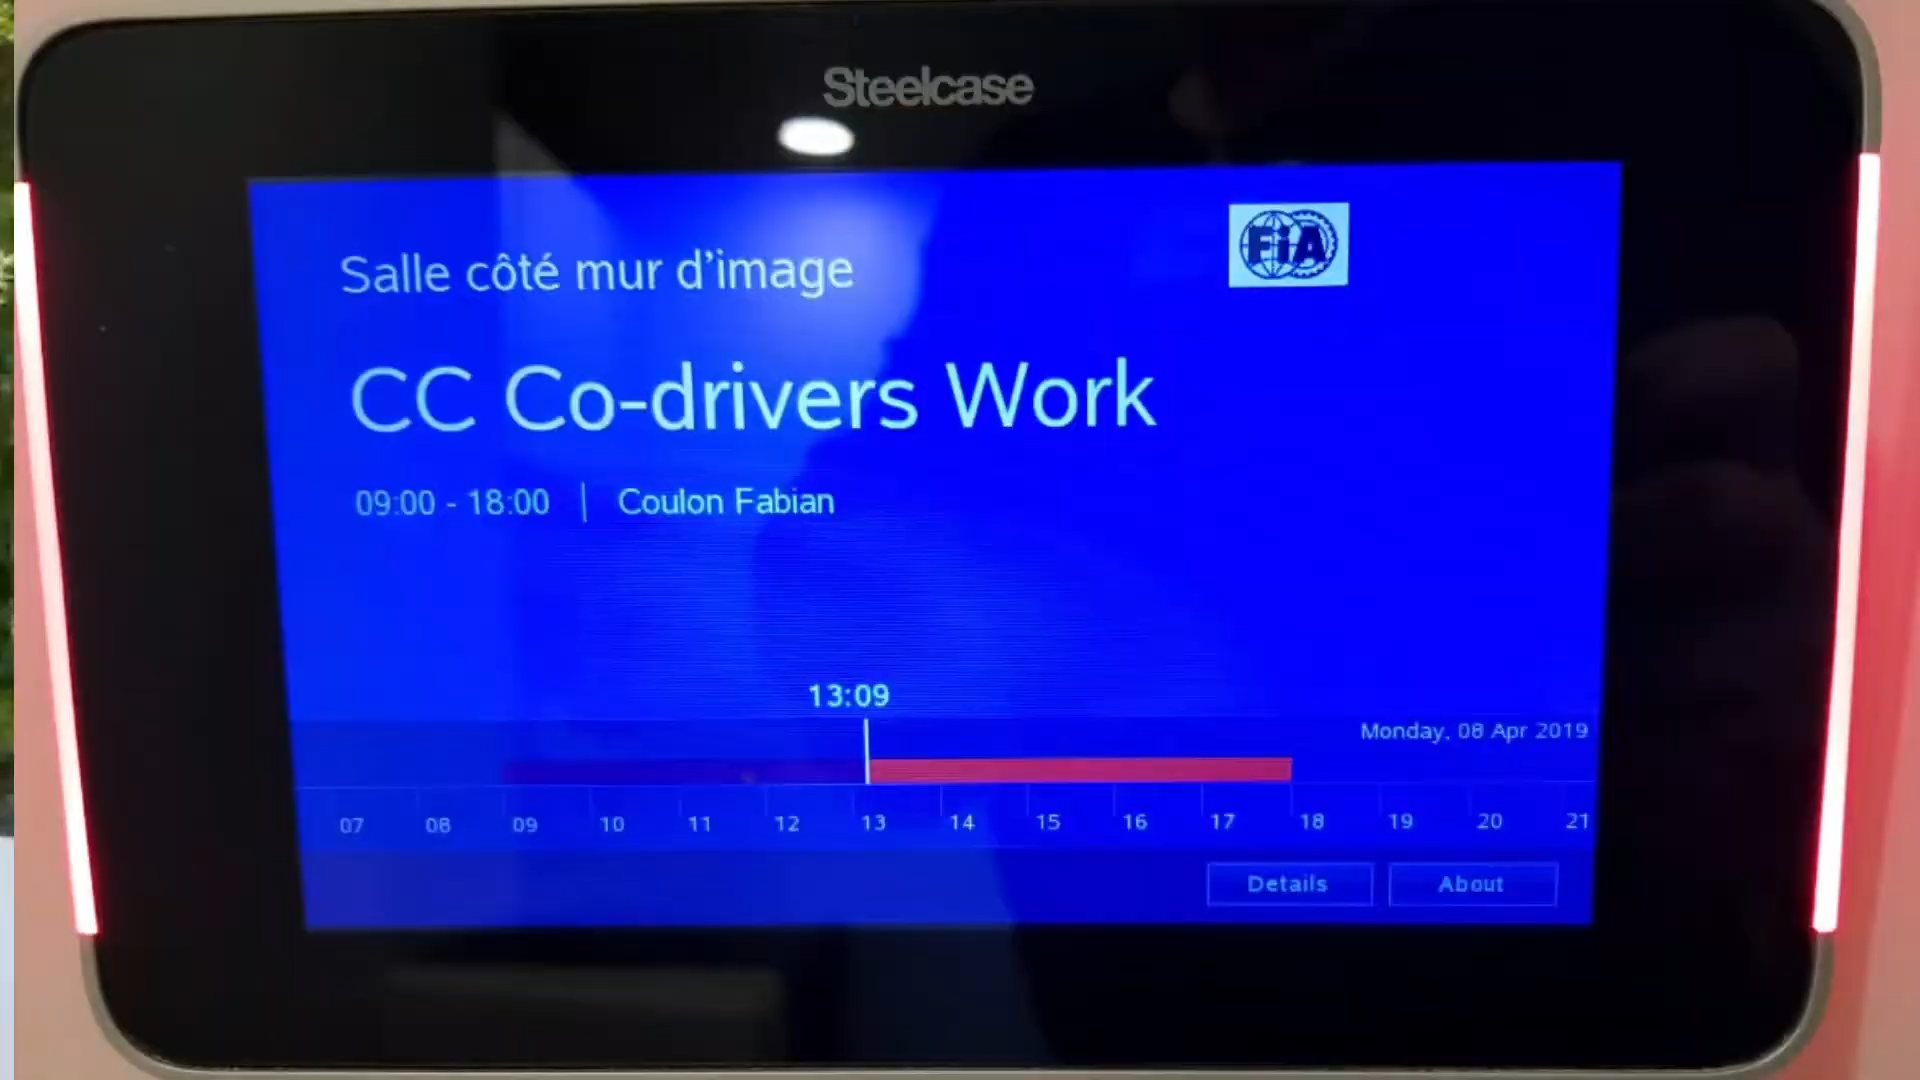 Steelcase
FiA
Salle côté mur d'image
CC Co-drivers Work
09:00 - 18:00 | Coulon Fabian
13:09
Monday, 08 Apr 2019
07 08 09 10 11 12 13 14 15 16 17 18 19 20 21
Details About